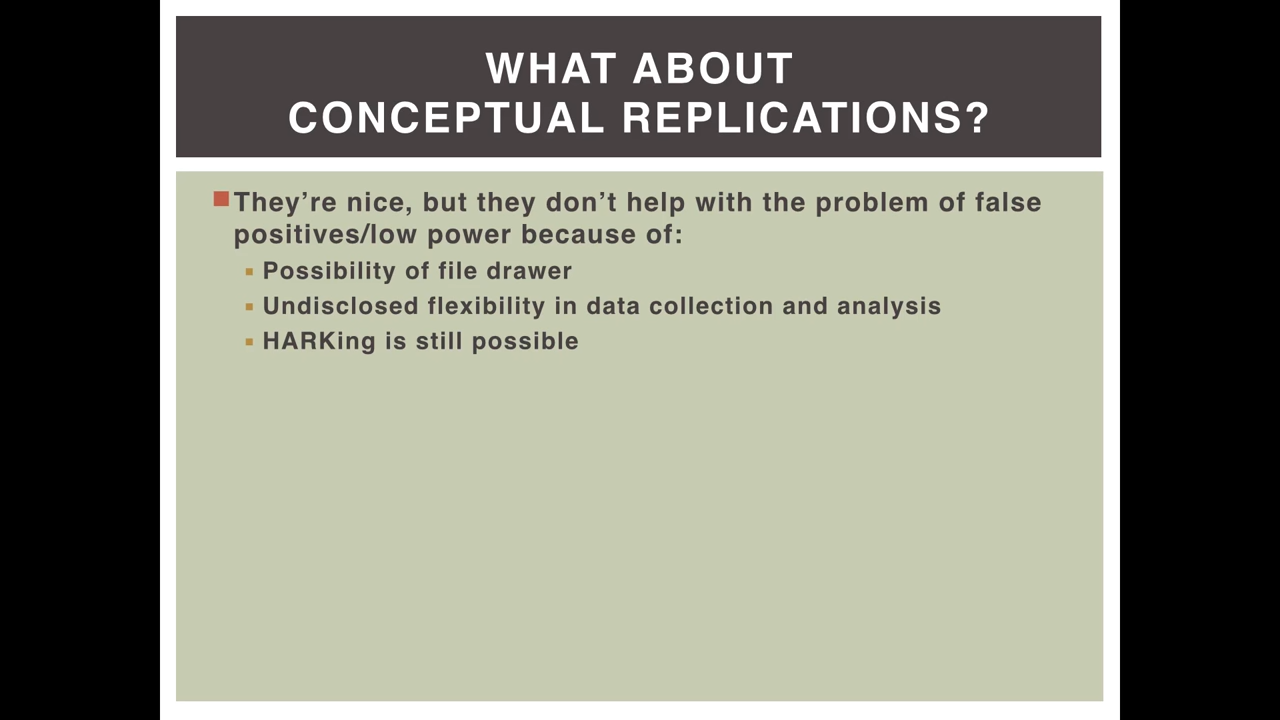 WHAT ABOUT
CONCEPTUAL REPLICATIONS?
They’re nice, but they don’t help with the problem of false
positives/low power because of:
Possibility of file drawer
Undisclosed flexibility in data collection and analysis
HARKing is still possible